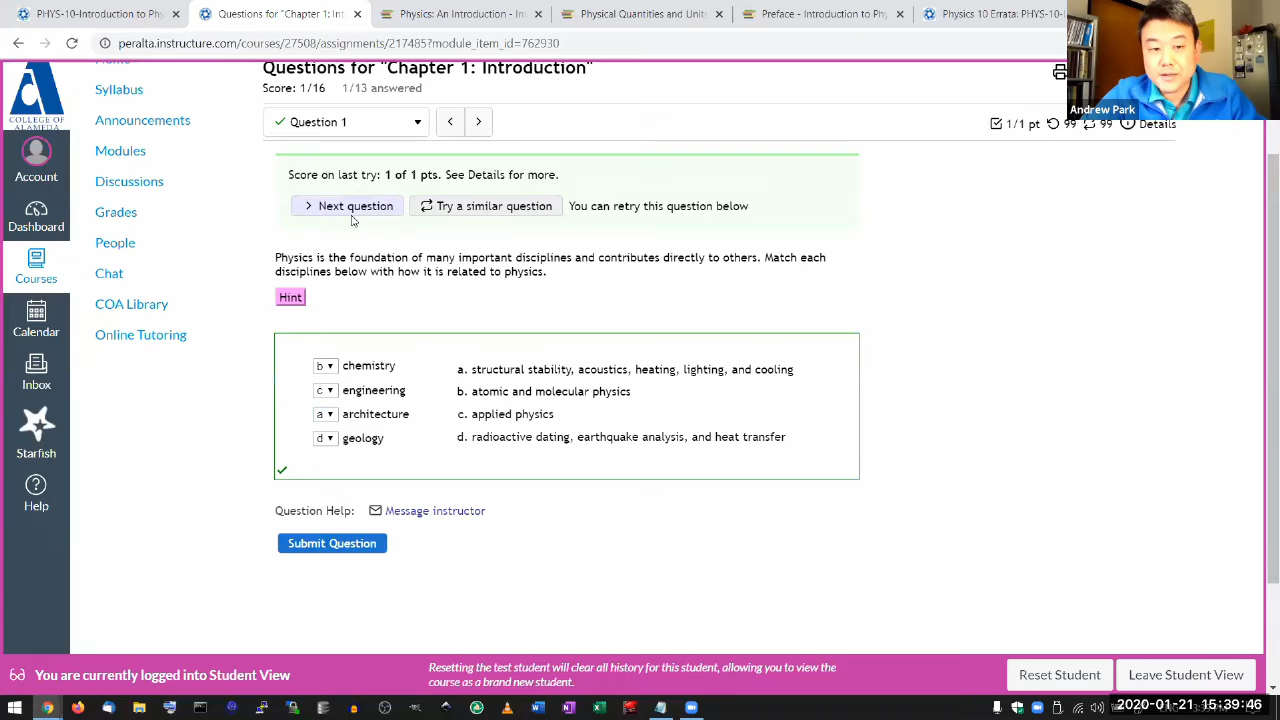 PHYS-10-
Questions for "Chapter 1: Int
Physics: An Introduction - In
Physical Quantities and Unit
Preface - Introduction to Ph
Physics 10 Errata: PHYS-10-
peralta.instructure.com/courses/27508/assignments/217485?module_item_id=762930
Andrew Park
COLLEGE OF
ALAMEDA
Account
Dashboard
Courses
Calendar
Inbox
Starfish
Help
Home
Syllabus
Announcements
Modules
Discussions
Grades
People
Chat
COA Library
Online Tutoring
Questions for "Chapter 1: Introduction"
Score: 1/16 1/13 answered
Question 1
1/1 pt 99 99 Details
Score on last try: 1 of 1 pts. See Details for more.
Next question Try a similar question You can retry this question below
Physics is the foundation of many important disciplines and contributes directly to others. Match each
disciplines below with how it is related to physics.
Hint
b chemistry
c engineering
a architecture
d geology
a. structural stability, acoustics, heating, lighting, and cooling
b. atomic and molecular physics
c. applied physics
d. radioactive dating, earthquake analysis, and heat transfer
Question Help: Message instructor
Submit Question
You are currently logged into Student View
Resetting the test student will clear all history for this student, allowing you to view the
course as a brand new student.
Reset Student
Leave Student View
2020-01-21 15:39:46